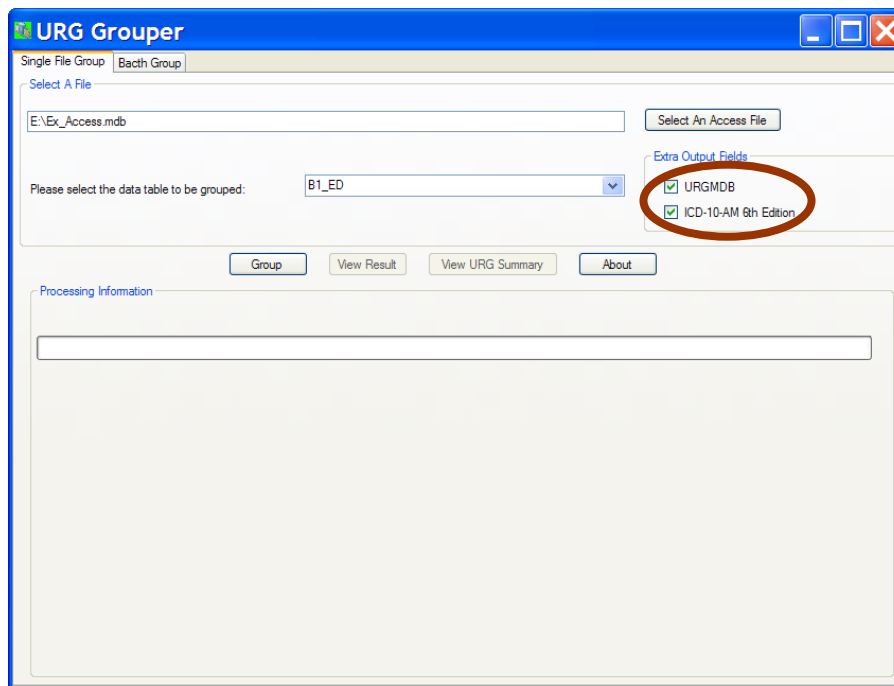 URG Grouper
Single File Group Bacth Group
Select A File
E:\Ex_Access.mdb Select An Access File
Extra Output Fields
Please select the data table to be grouped: B1_ED URGMDB
ICD-10-AM 6th Edition
Group View Result View URG Summary About
Processing Information